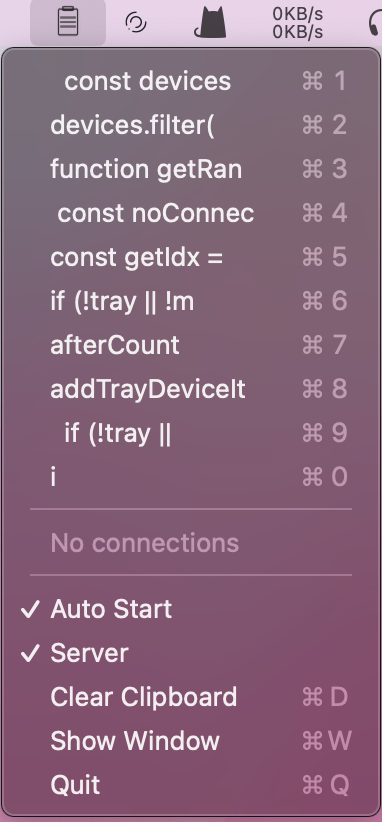 0KB/s
0KB/s
const devices ⌘ 1
devices.filter( ⌘ 2
function getRan ⌘ 3
const noConnec ⌘ 4
const getIdx = ⌘ 5
if (!tray || !m ⌘ 6
afterCount ⌘ 7
addTrayDeviceIt ⌘ 8
if (!tray || ⌘ 9
i ⌘ 0
No connections
✓ Auto Start
✓ Server
Clear Clipboard ⌘ D
Show Window ⌘ W
Quit ⌘ Q